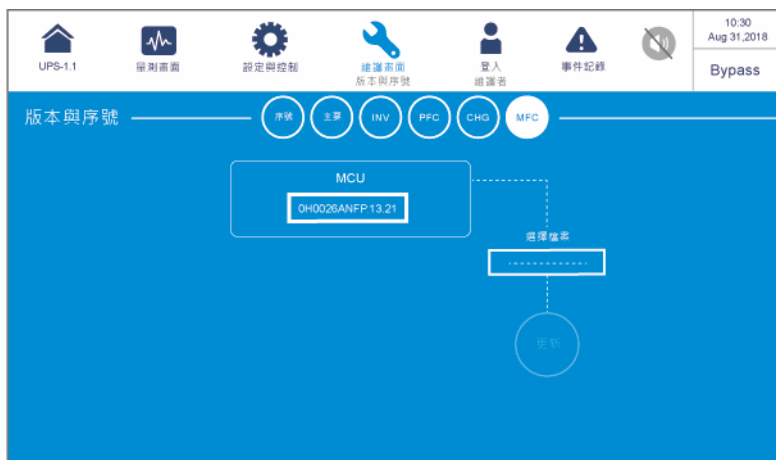 UPS-1.1
量測畫面
設定與控制
維護畫面
版本與序號
登入
維護者
事件記錄
10:30
Aug 31,2018
Bypass
版本與序號
序號
主要
INV
PFC
CHG
MFC
MCU
0H0026ANFP.13.21
選擇檔案
更新